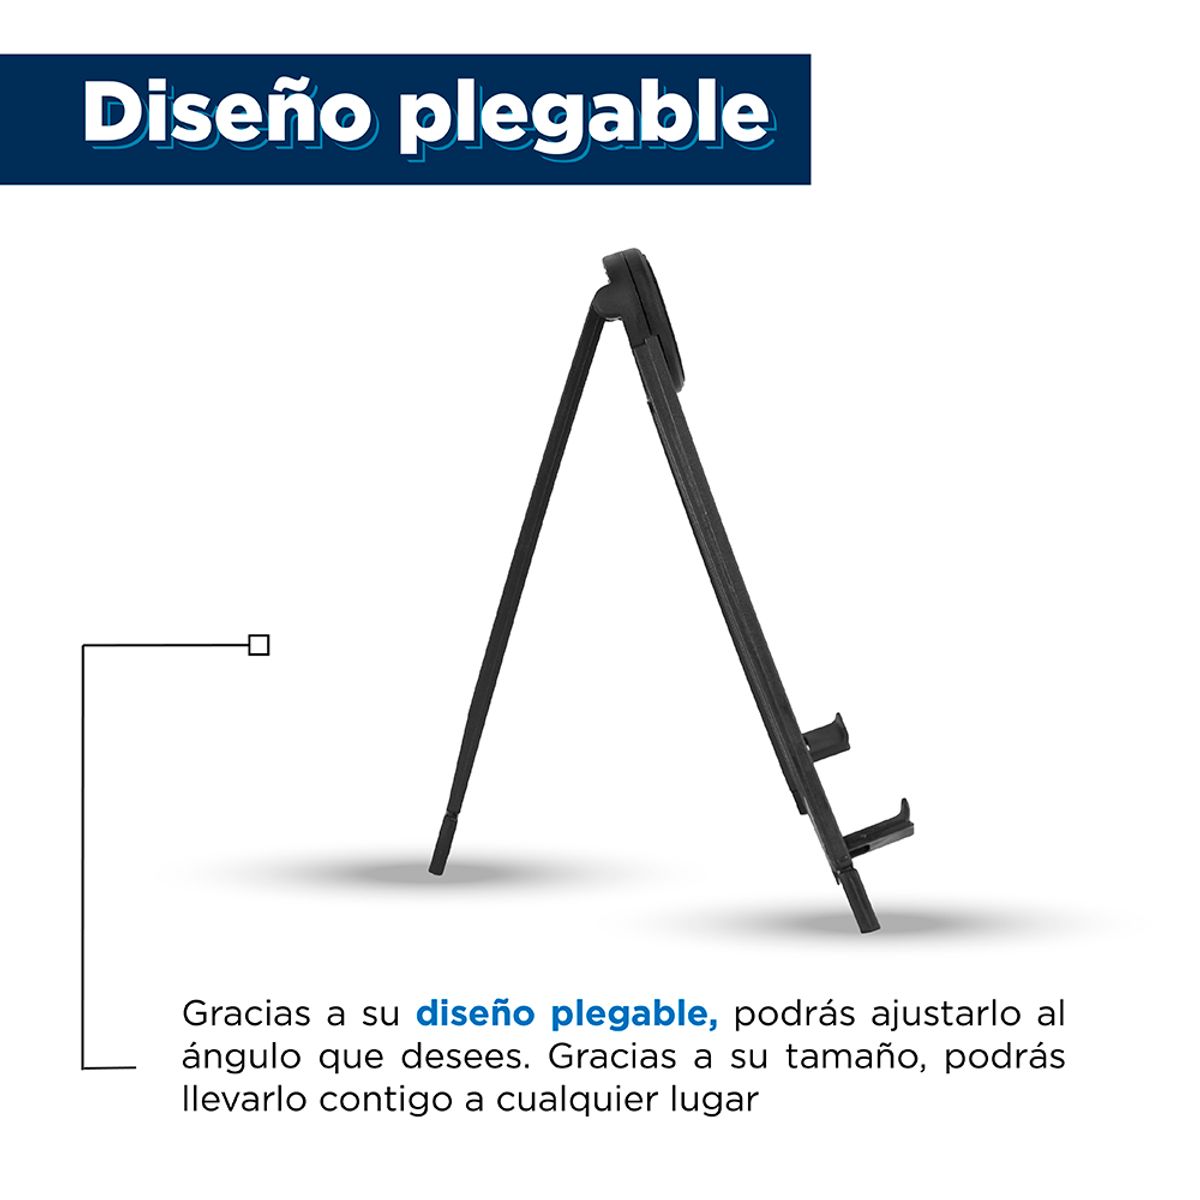 Diseño plegable
Gracias a su diseño plegable, podrás ajustarlo al
ángulo que desees. Gracias a su tamaño, podrás
llevarlo contigo a cualquier lugar